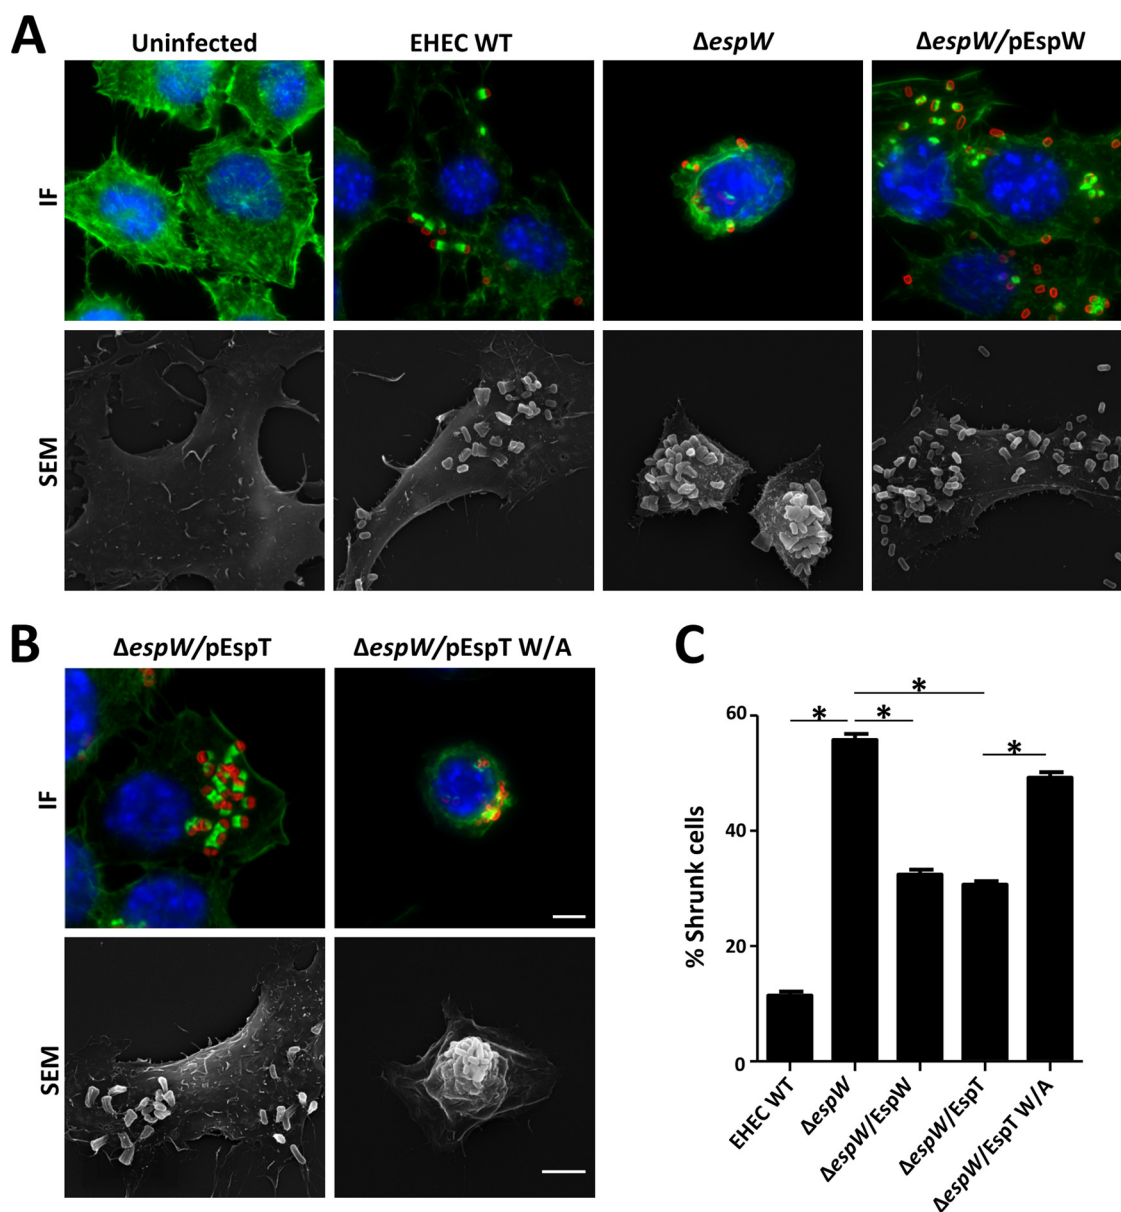 A
Uninfected
EHEC WT
ΔespW
ΔespW/pEspW
IF
SEM
B
ΔespW/pEspT
ΔespW/pEspT W/A
IF
SEM
C
% Shrunk cells
60
40
20
0
*
*
*
*
EHEC WT
ΔespW
ΔespW/EspW
ΔespW/EspT
ΔespW/EspT W/A